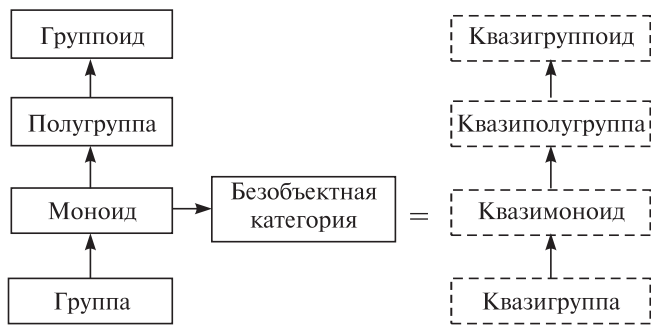 Группоид
Квазигруппоид
Полугруппа
Квазиполугруппа
Моноид
Безобъектная
категория
=
Квазимоноид
Группа
Квазигруппа